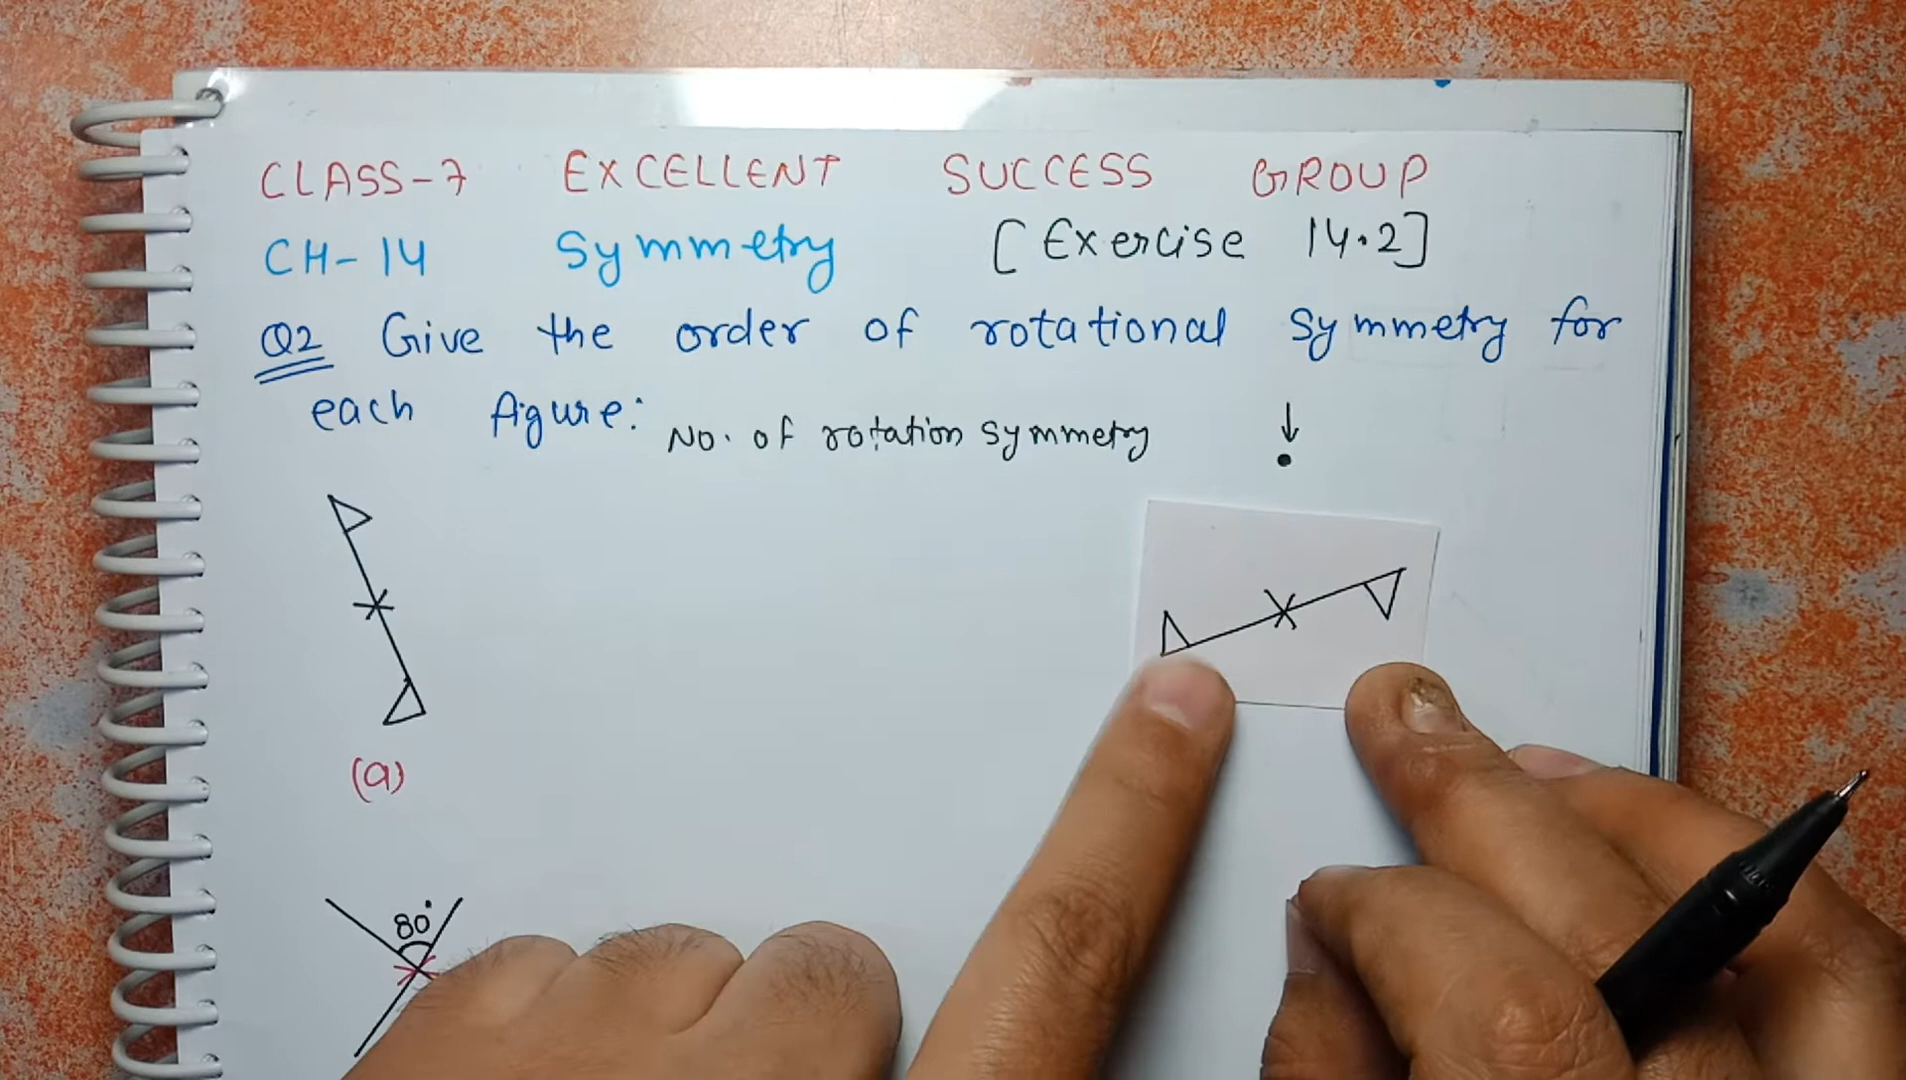 CLASS-7 EXCELLENT SUCCESS GROUP
CH-14 Symmetry [Exercise 14.2]
Q2 Give the order of rotational symmetry for
each figure:
No. of rotation symmetry
(a)
80°